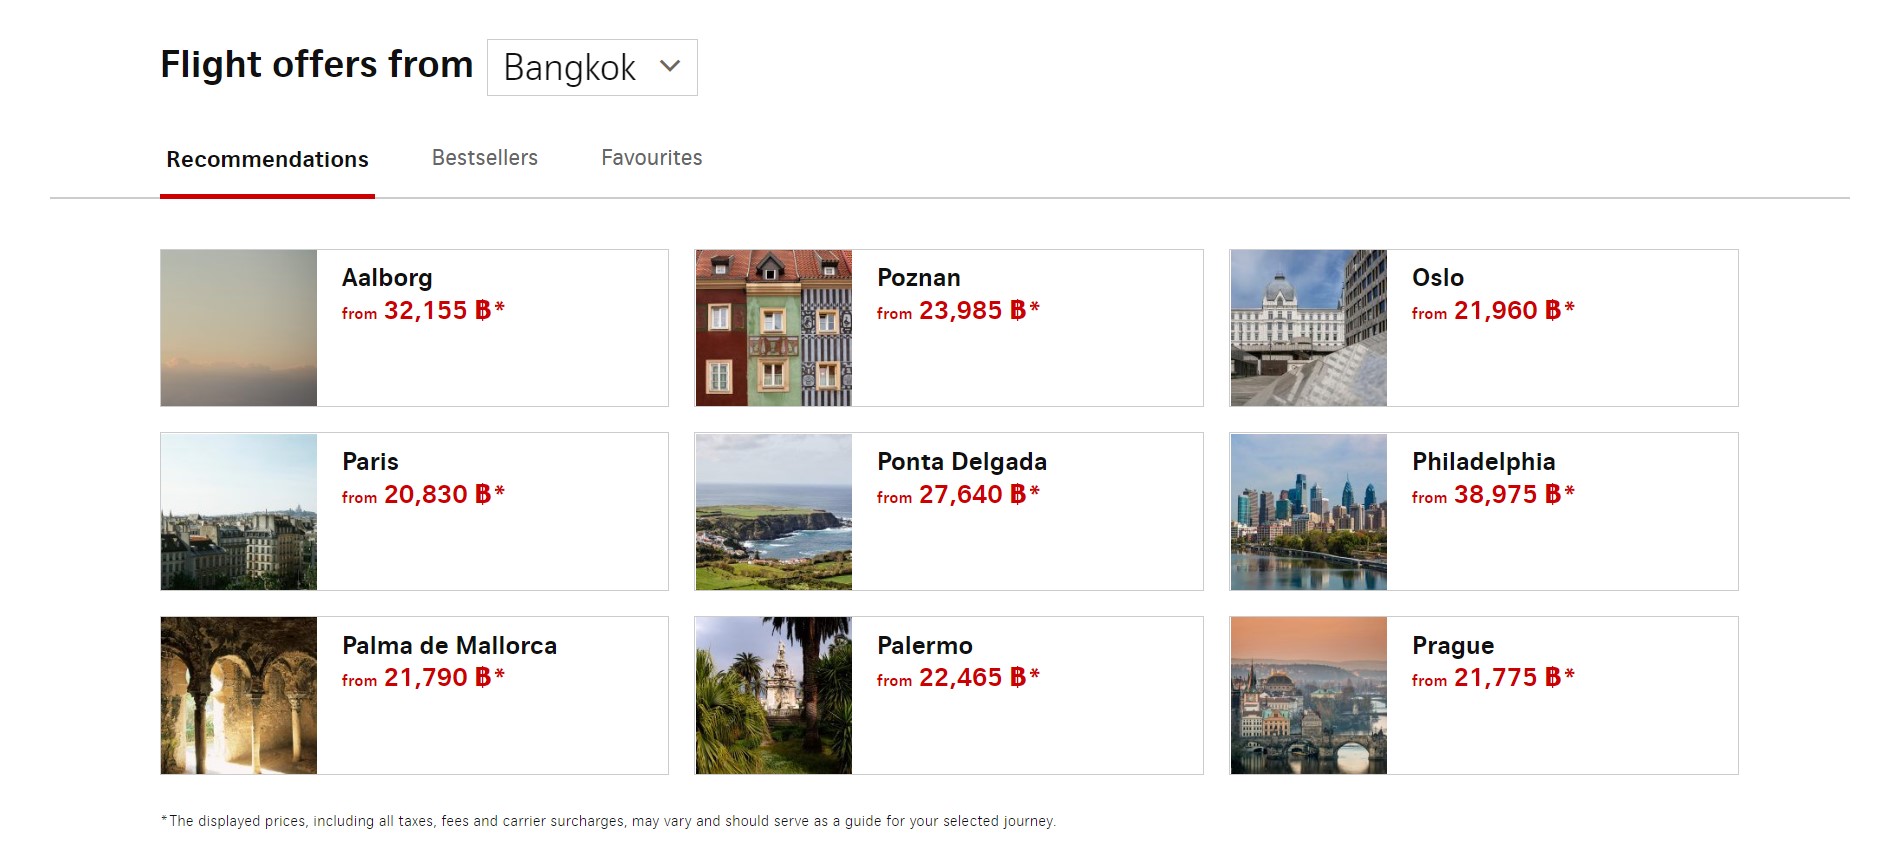 Flight offers from Bangkok
Recommendations Bestsellers Favourites
Aalborg
from 32,155 ฿*
Poznan
from 23,985 ฿*
Oslo
from 21,960 ฿*
Paris
from 20,830 ฿*
Ponta Delgada
from 27,640 ฿*
Philadelphia
from 38,975 ฿*
Palma de Mallorca
from 21,790 ฿*
Palermo
from 22,465 ฿*
Prague
from 21,775 ฿*
*The displayed prices, including all taxes, fees and carrier surcharges, may vary and should serve as a guide for your selected journey.